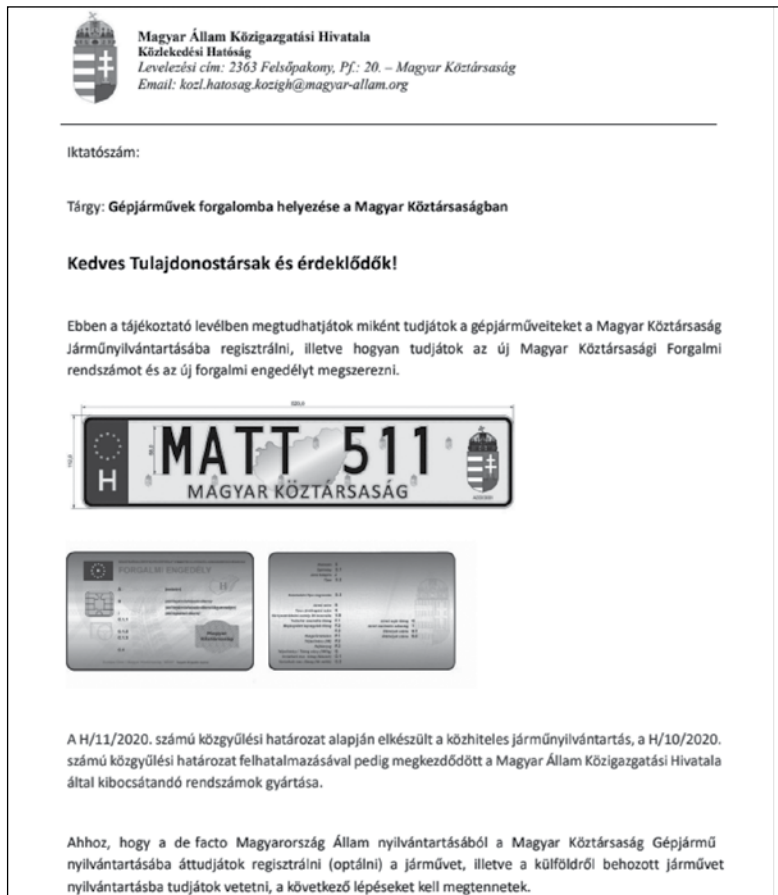 Magyar Állam Közigazgatási Hivatala
Közlekedési Hatóság
Levelezési cím: 2363 Felsőpakony, Pf.: 20. – Magyar Köztársaság
Email: kozl.hatosag.kozigh@magyar-allam.org
Iktatószám:
Tárgy: Gépjárművek forgalomba helyezése a Magyar Köztársaságban
Kedves Tulajdonostársak és érdeklődők!
Ebben a tájékoztató levélben megtudhatjátok miként tudjátok a gépjárműveiteket a Magyar Köztársaság
Járműnyilvántartásába regisztrálni, illetve hogyan tudjátok az új Magyar Köztársasági Forgalmi
rendszámot és az új forgalmi engedélyt megszerezni.
H
MATT 511
MAGYAR KÖZTÁRSASÁG
FORGALMI ENGEDÉLY
H
Magyar
Köztársaság
A H/11/2020. számú közgyűlési határozat alapján elkészült a közhiteles járműnyilvántartás, a H/10/2020.
számú közgyűlési határozat felhatalmazásával pedig megkezdődött a Magyar Állam Közigazgatási Hivatala
által kibocsátandó rendszámok gyártása.
Ahhoz, hogy a de facto Magyarország Állam nyilvántartásából a Magyar Köztársaság Gépjármű
nyilvántartásába áttudjátok regisztrálni (optálni) a járművet, illetve a külföldről behozott járművet
nyilvántartásba tudjátok vetetni, a következő lépéseket kell megtennetek.